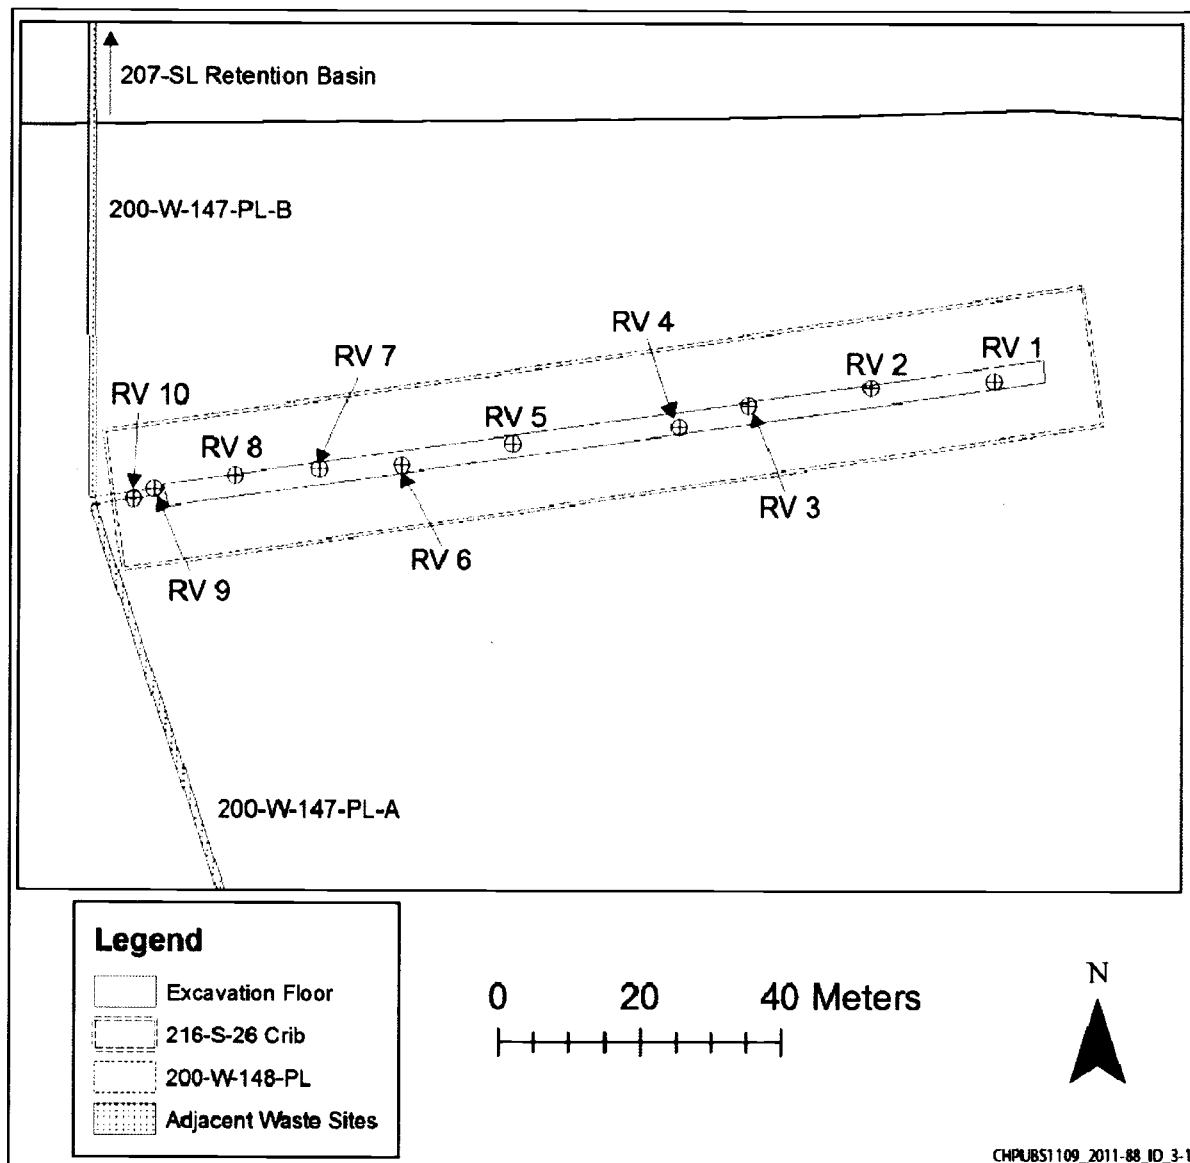 207-SL Retention Basin
200-W-147-PL-B
RV 1
RV 2
RV 4
RV 7
RV 10
RV 5
RV 8
RV 3
RV 6
RV 9
200-W-147-PL-A
Legend
Excavation Floor
216-S-26 Crib
200-W-148-PL
Adjacent Waste Sites
0 20 40 Meters
N
CHPUBS1109_2011-88_ID_3-1